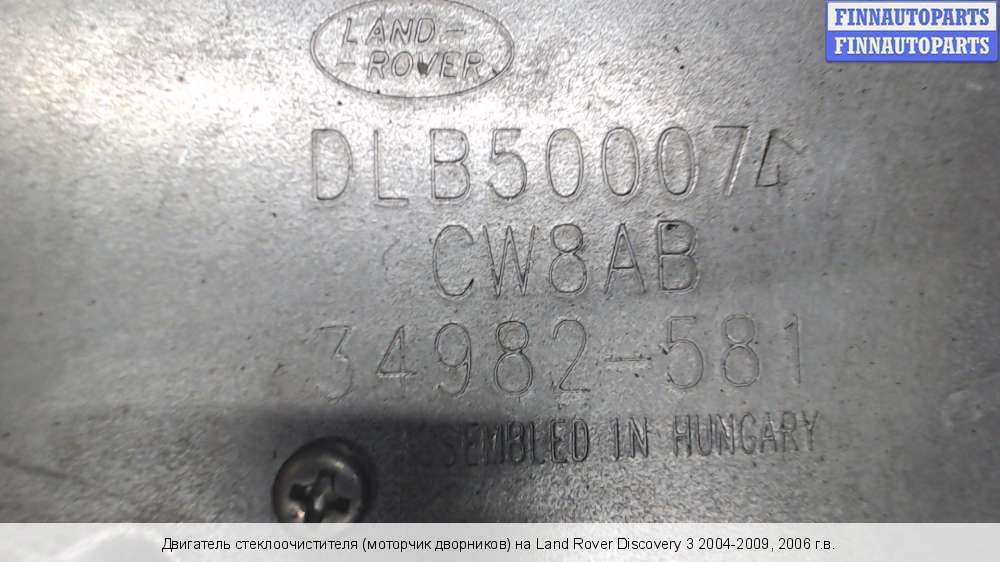 FINNAUTOPARTS
FINNAUTOPARTS
LAND-
-ROVER
DLB500074
CW8AB
34982-581
ASSEMBLED IN HUNGARY
Двигатель стеклоочистителя (моторчик дворников) на Land Rover Discovery 3 2004-2009, 2006 г.в.